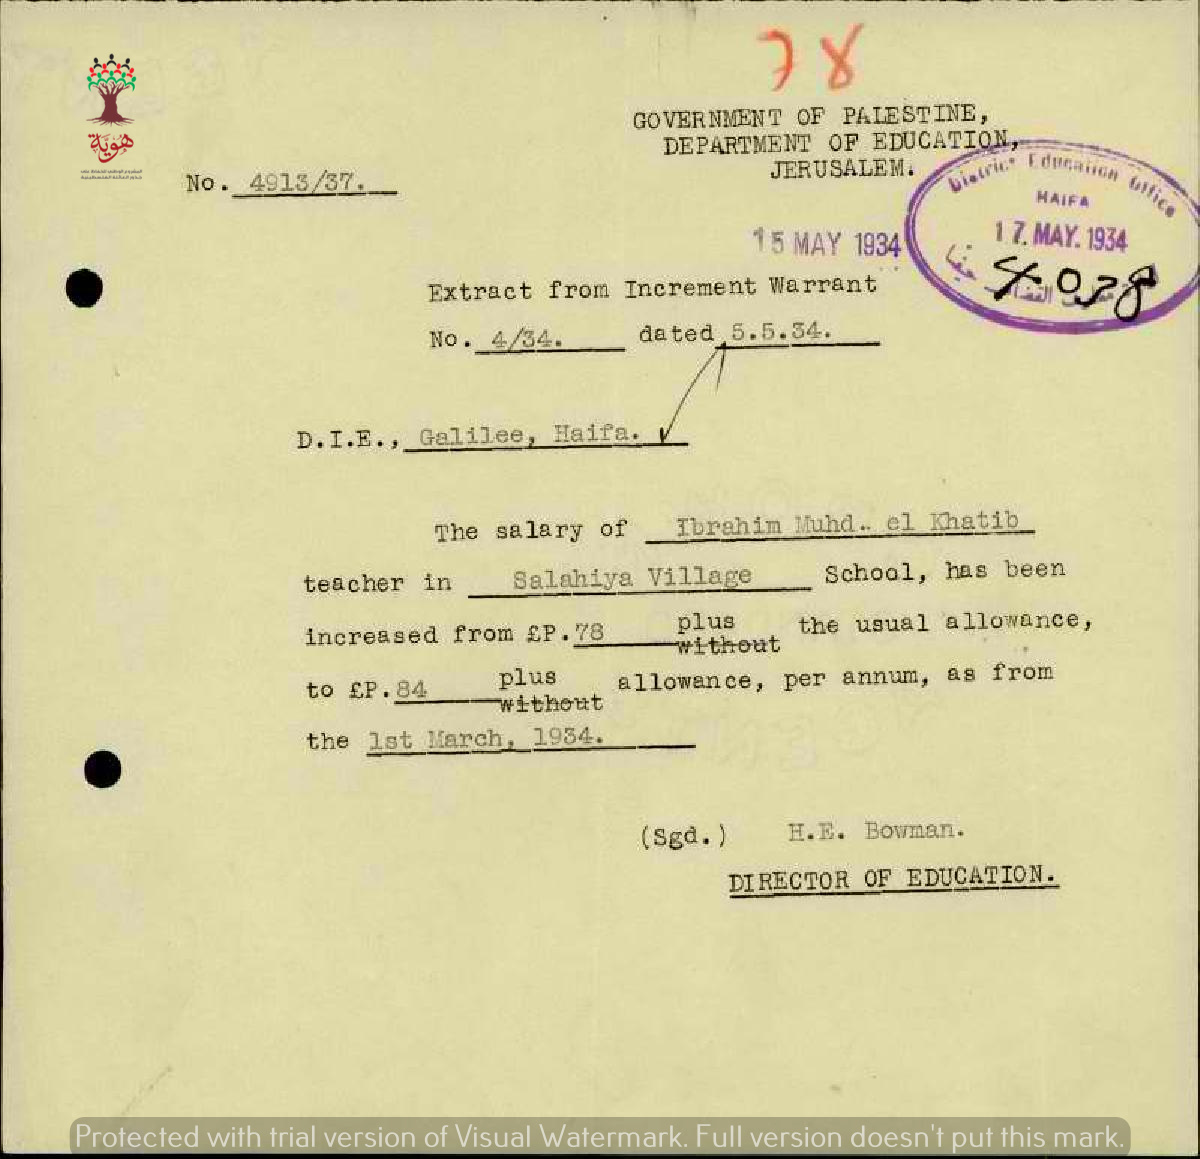 78
هوية
GOVERNMENT OF PALESTINE,
DEPARTMENT OF EDUCATION,
JERUSALEM.
No. 4913/37.
District Education Office
HAIFA
17. MAY. 1934
4038
حيفا
15 MAY 1934
Extract from Increment Warrant
No. 4/34. dated 5.5.34.
D.I.E., Galilee, Haifa.
The salary of Ibrahim Muhd.. el Khatib
teacher in Salahiya Village School, has been
increased from £P.78 plus without the usual allowance,
to £P.84 plus without allowance, per annum, as from
the 1st March, 1934.
(Sgd.) H.E. Bowman.
DIRECTOR OF EDUCATION.
Protected with trial version of Visual Watermark. Full version doesn't put this mark.